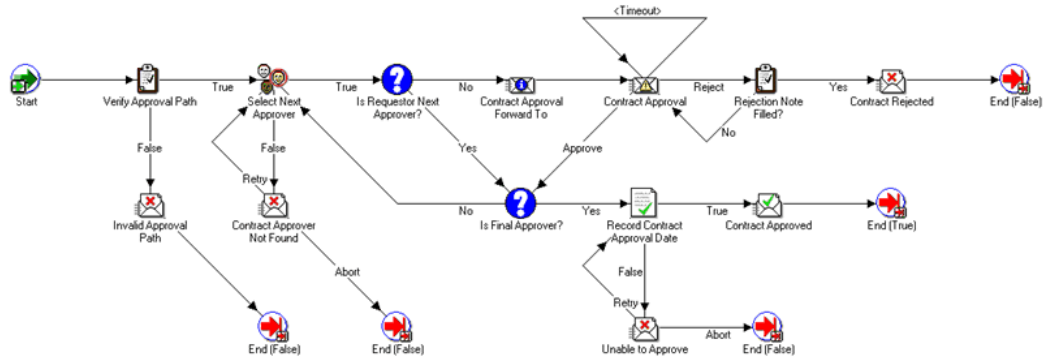 <Timeout>
Start
Verify Approval Path
True
Select Next
Approver
True
Is Requestor Next
Approver?
No
Contract Approval
Forward To
Contract Approval
Reject
Rejection Note
Filled?
Yes
Contract Rejected
End (False)
No
False
False
Retry
Yes
Approve
Invalid Approval
Path
Contract Approver
Not Found
No
Is Final Approver?
Yes
Record Contract
Approval Date
True
Contract Approved
End (True)
Abort
False
Retry
End (False)
End (False)
Unable to Approve
Abort
End (False)